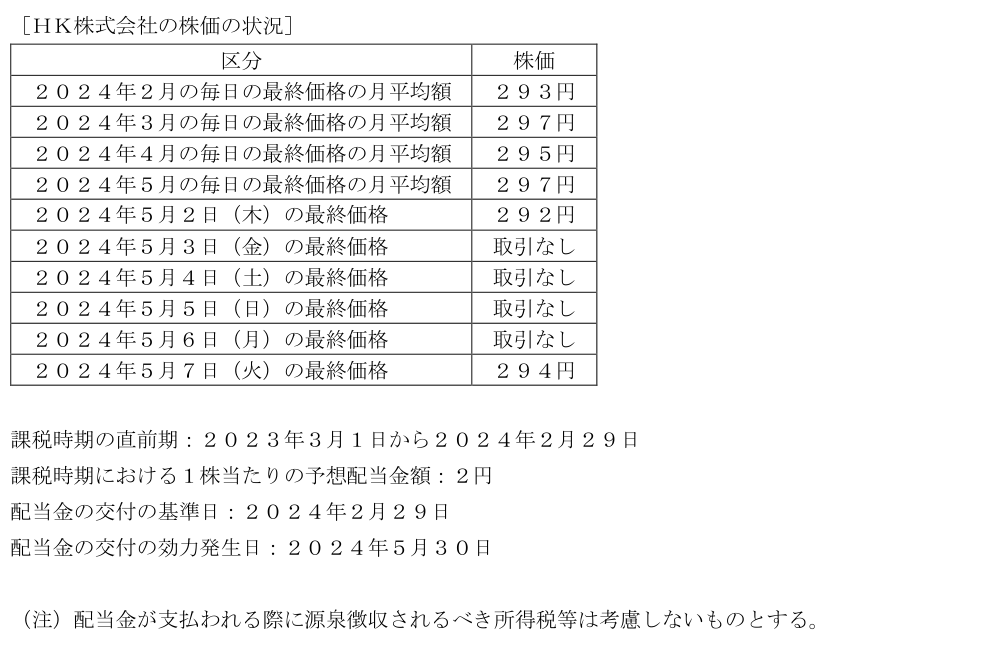 ［ＨＫ株式会社の株価の状況］
区分 株価
２０２４年２月の毎日の最終価格の月平均額 ２９３円
２０２４年３月の毎日の最終価格の月平均額 ２９７円
２０２４年４月の毎日の最終価格の月平均額 ２９５円
２０２４年５月の毎日の最終価格の月平均額 ２９７円
２０２４年５月２日（木）の最終価格 ２９２円
２０２４年５月３日（金）の最終価格 取引なし
２０２４年５月４日（土）の最終価格 取引なし
２０２４年５月５日（日）の最終価格 取引なし
２０２４年５月６日（月）の最終価格 取引なし
２０２４年５月７日（火）の最終価格 ２９４円
課税時期の直前期：２０２３年３月１日から２０２４年２月２９日
課税時期における１株当たりの予想配当金額：２円
配当金の交付の基準日：２０２４年２月２９日
配当金の交付の効力発生日：２０２４年５月３０日
（注）配当金が支払われる際に源泉徴収されるべき所得税等は考慮しないものとする。